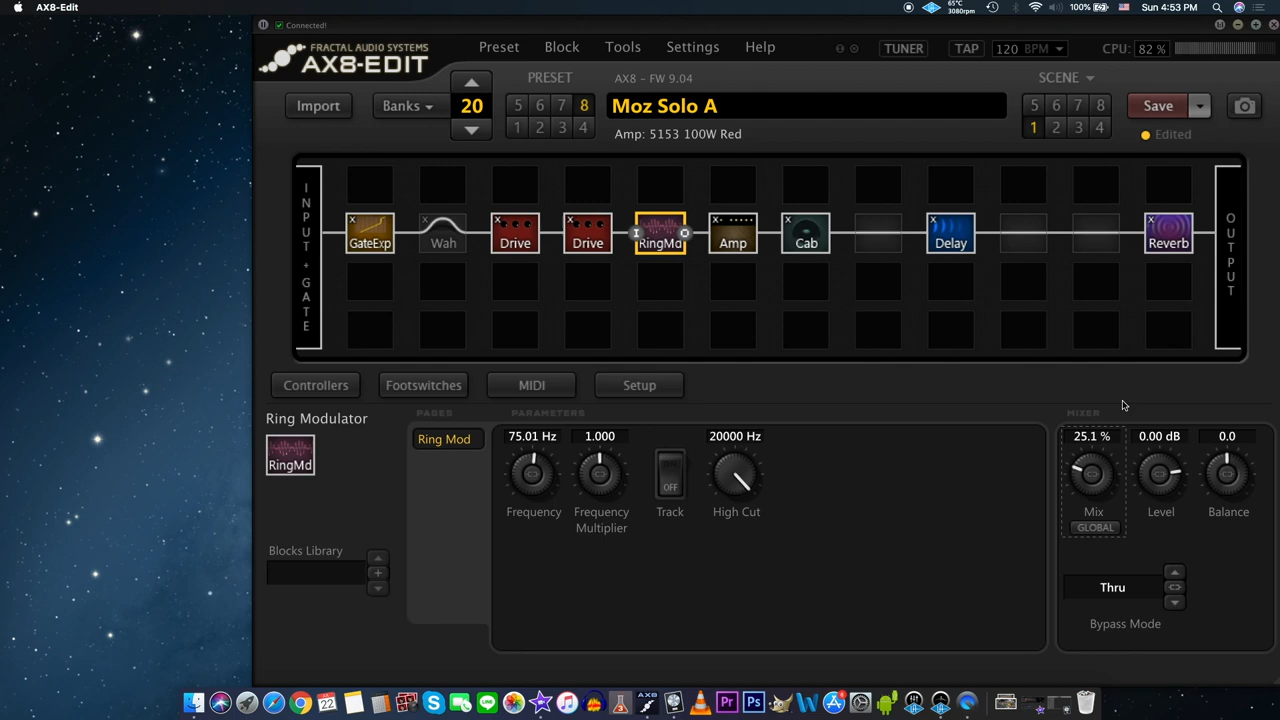 AX8-Edit
65°C
3080rpm
100%
Sun 4:53 PM
Connected!
FRACTAL AUDIO SYSTEMS
AX8-EDIT
Preset
Block
Tools
Settings
Help
TUNER
TAP
120 BPM
CPU: 82 %
PRESET
AX8 - FW 9.04
SCENE
Import
Banks
20
5 6 7 8
1 2 3 4
Moz Solo A
Amp: 5153 100W Red
5 6 7 8
1 2 3 4
Save
Edited
INPUT + GATE
GateExp
Wah
Drive
Drive
RingMd
Amp
Cab
Delay
Reverb
OUTPUT
Controllers
Footswitches
MIDI
Setup
Ring Modulator
RingMd
Blocks Library
PAGES
Ring Mod
PARAMETERS
75.01 Hz
1.000
20000 Hz
OFF
Frequency
Frequency
Multiplier
Track
High Cut
MIXER
25.1 %
0.00 dB
0.0
Mix
Level
Balance
GLOBAL
Thru
Bypass Mode